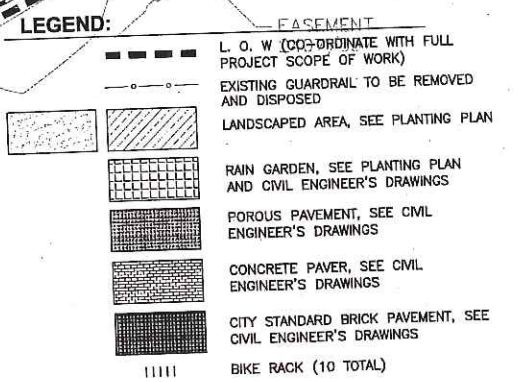 LEGEND:
EASEMENT
L. O. W (CO-ORDINATE WITH FULL
PROJECT SCOPE OF WORK)
EXISTING GUARDRAIL TO BE REMOVED
AND DISPOSED
LANDSCAPED AREA, SEE PLANTING PLAN
RAIN GARDEN, SEE PLANTING PLAN
AND CIVIL ENGINEER'S DRAWINGS
POROUS PAVEMENT, SEE CIVIL
ENGINEER'S DRAWINGS
CONCRETE PAVER, SEE CIVIL
ENGINEER'S DRAWINGS
CITY STANDARD BRICK PAVEMENT, SEE
CIVIL ENGINEER'S DRAWINGS
BIKE RACK (10 TOTAL)